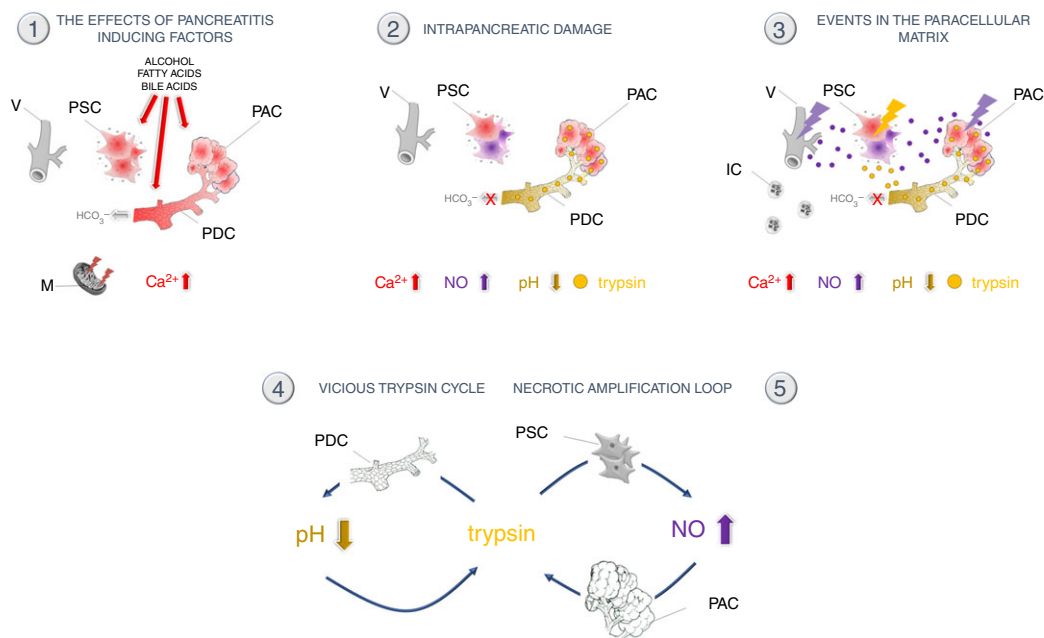 1
THE EFFECTS OF PANCREATITIS
INDUCING FACTORS
ALCOHOL
FATTY ACIDS
BILE ACIDS
V
PSC
PAC
HCO₃⁻
PDC
M
Ca²⁺
2
INTRAPANCREATIC DAMAGE
V
PSC
PAC
HCO₃⁻
X
PDC
Ca²⁺ NO pH trypsin
3
EVENTS IN THE PARACELLULAR
MATRIX
V
PSC
PAC
IC
HCO₃⁻
X
PDC
Ca²⁺ NO pH trypsin
4
VICIOUS TRYPSIN CYCLE
NECROTIC AMPLIFICATION LOOP
5
PDC
PSC
pH
trypsin
NO
PAC